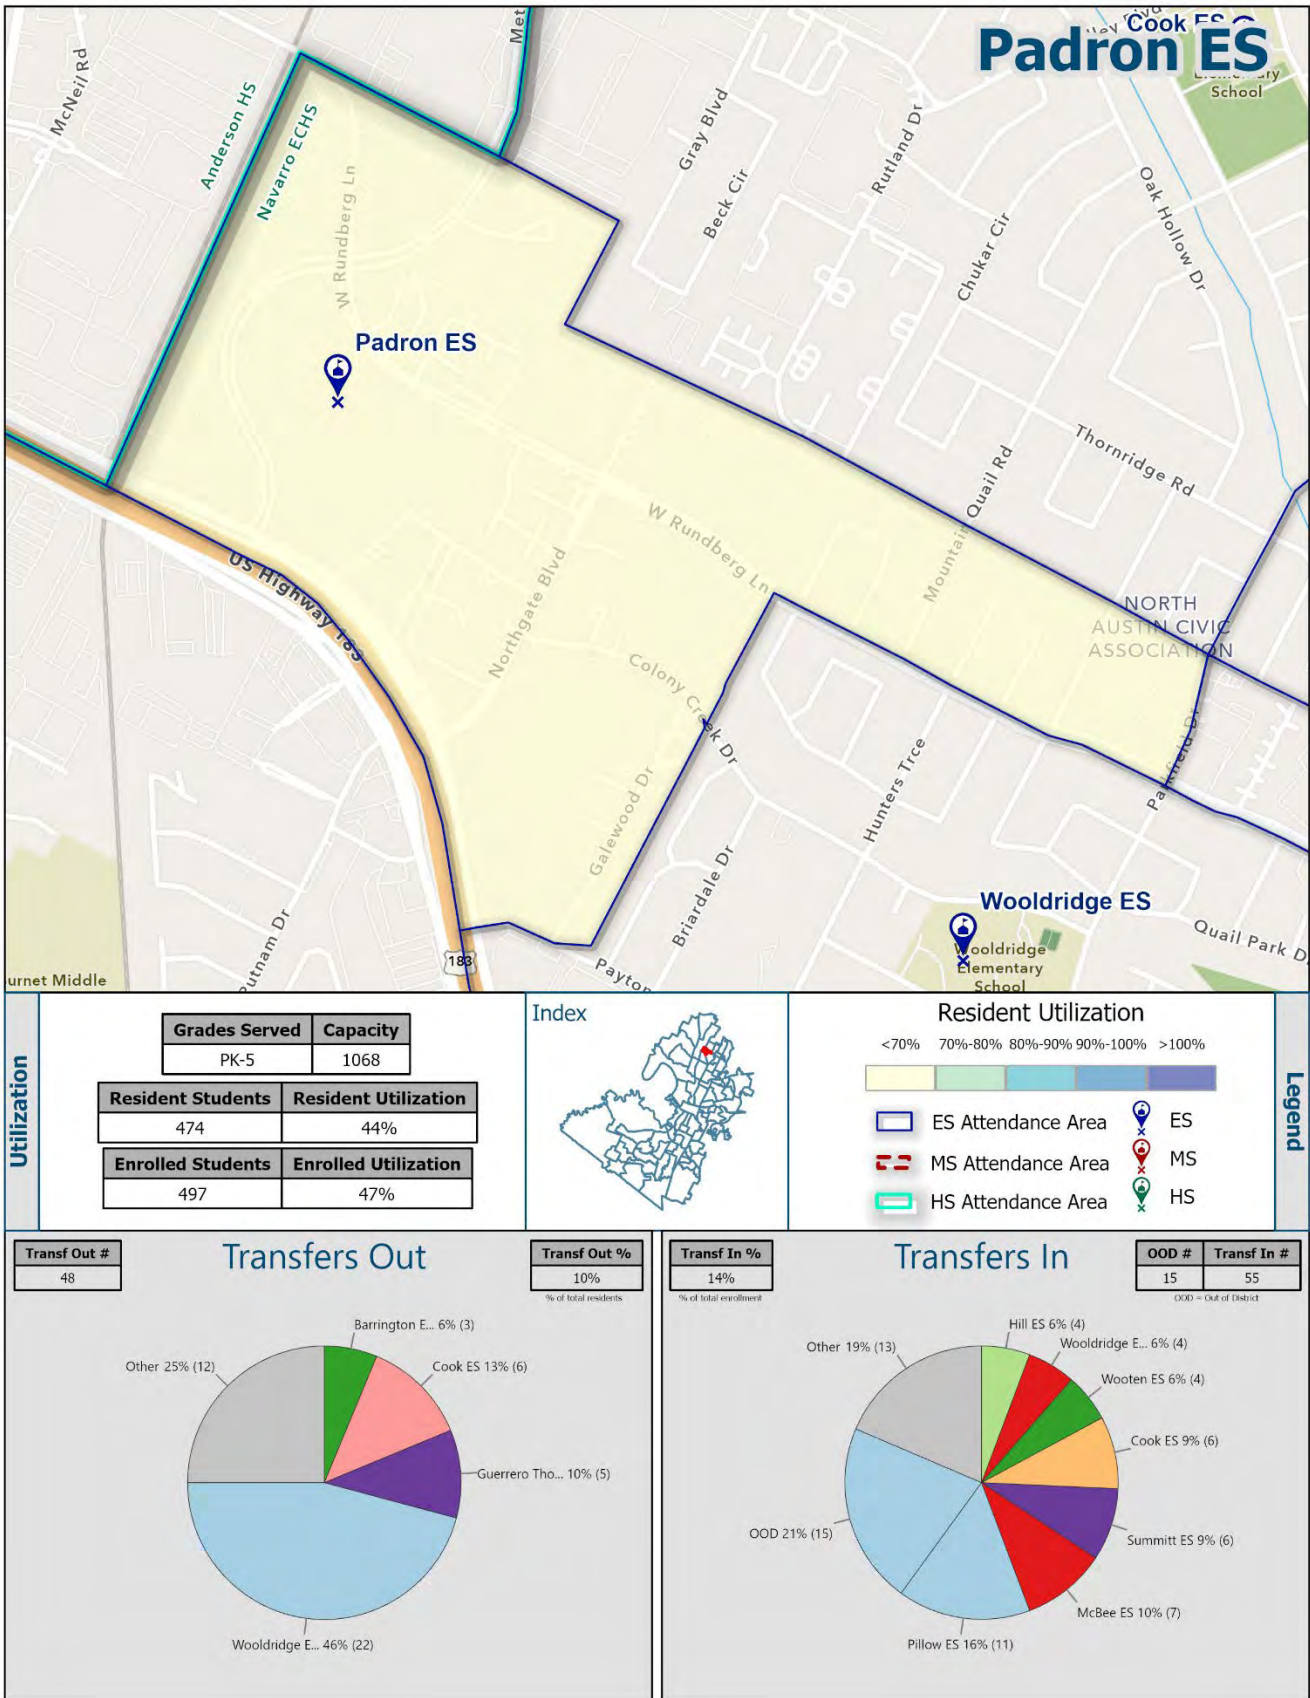 Padron ES
Cook ES
Elementary
School
McNeil Rd
Anderson HS
Navarro ECHS
W Rundberg Ln
Gray Blvd
Beck Cir
Rutland Dr
Chukar Cir
Oak Hollow Dr
Padron ES
Thornridge Rd
Mountain Quail Rd
W Rundberg Ln
Northgate Blvd
US Highway 183
NORTH
AUSTIN CIVIC
ASSOCIATION
Colony Creek Dr
Galewood Dr
Hunters Trce
Parkfield Dr
Briardale Dr
Putnam Dr
Wooldridge ES
Wooldridge
Elementary
School
Quail Park D
183
Payton
urnet Middle
Utilization
Grades Served Capacity
PK-5 1068
Resident Students Resident Utilization
474 44%
Enrolled Students Enrolled Utilization
497 47%
Index
Resident Utilization
<70% 70%-80% 80%-90% 90%-100% >100%
ES Attendance Area ES
MS Attendance Area MS
HS Attendance Area HS
Legend
Transfers Out
Transf Out #
48
Transf Out %
10%
% of total residents
Barrington E... 6% (3)
Cook ES 13% (6)
Other 25% (12)
Guerrero Tho... 10% (5)
Wooldridge E... 46% (22)
Transfers In
Transf In %
14%
% of total enrollment
OOD # Transf In #
15 55
OOD = Out of District
Hill ES 6% (4)
Wooldridge E... 6% (4)
Other 19% (13)
Wooten ES 6% (4)
Cook ES 9% (6)
OOD 21% (15)
Summitt ES 9% (6)
McBee ES 10% (7)
Pillow ES 16% (11)